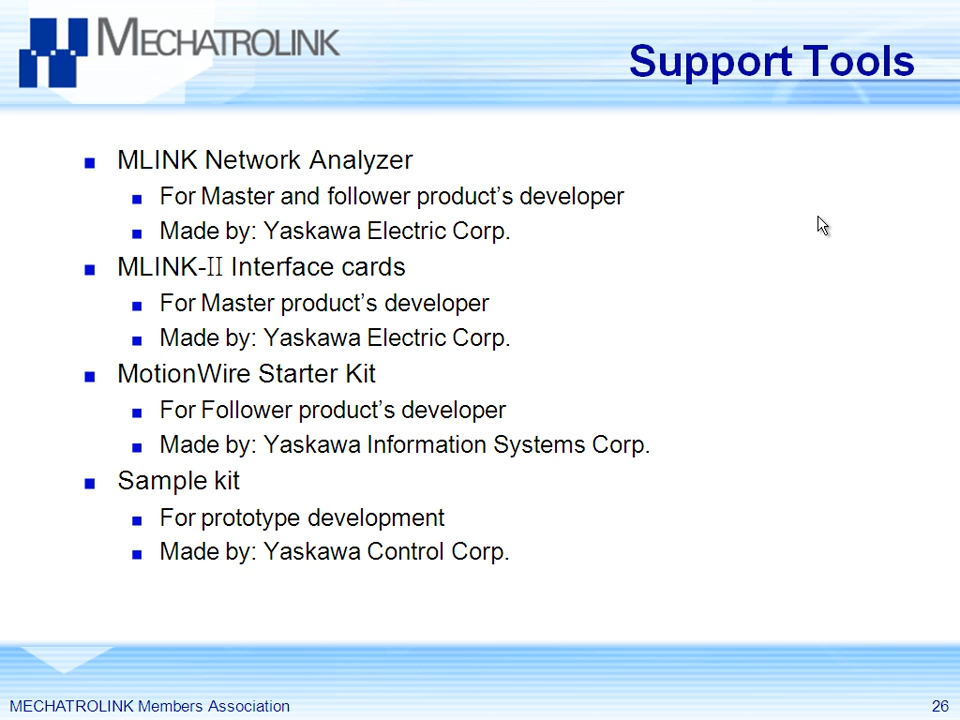 MECHATROLINK
Support Tools
MLINK Network Analyzer
For Master and follower product's developer
Made by: Yaskawa Electric Corp.
MLINK-II Interface cards
For Master product's developer
Made by: Yaskawa Electric Corp.
MotionWire Starter Kit
For Follower product's developer
Made by: Yaskawa Information Systems Corp.
Sample kit
For prototype development
Made by: Yaskawa Control Corp.
MECHATROLINK Members Association
26